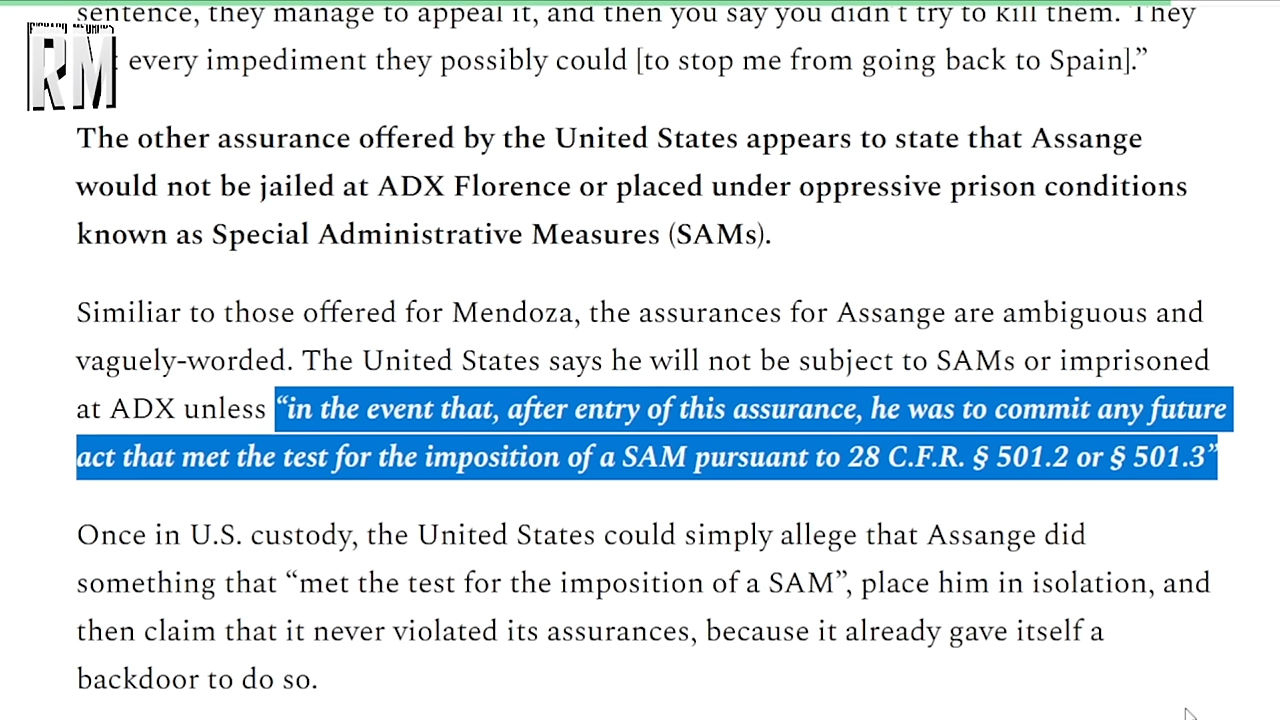 RM
sentence, they manage to appeal it, and then you say you didn't try to kill them. They
every impediment they possibly could [to stop me from going back to Spain].”
The other assurance offered by the United States appears to state that Assange
would not be jailed at ADX Florence or placed under oppressive prison conditions
known as Special Administrative Measures (SAMs).
Similiar to those offered for Mendoza, the assurances for Assange are ambiguous and
vaguely-worded. The United States says he will not be subject to SAMs or imprisoned
at ADX unless “in the event that, after entry of this assurance, he was to commit any future
act that met the test for the imposition of a SAM pursuant to 28 C.F.R. § 501.2 or § 501.3”
Once in U.S. custody, the United States could simply allege that Assange did
something that “met the test for the imposition of a SAM”, place him in isolation, and
then claim that it never violated its assurances, because it already gave itself a
backdoor to do so.